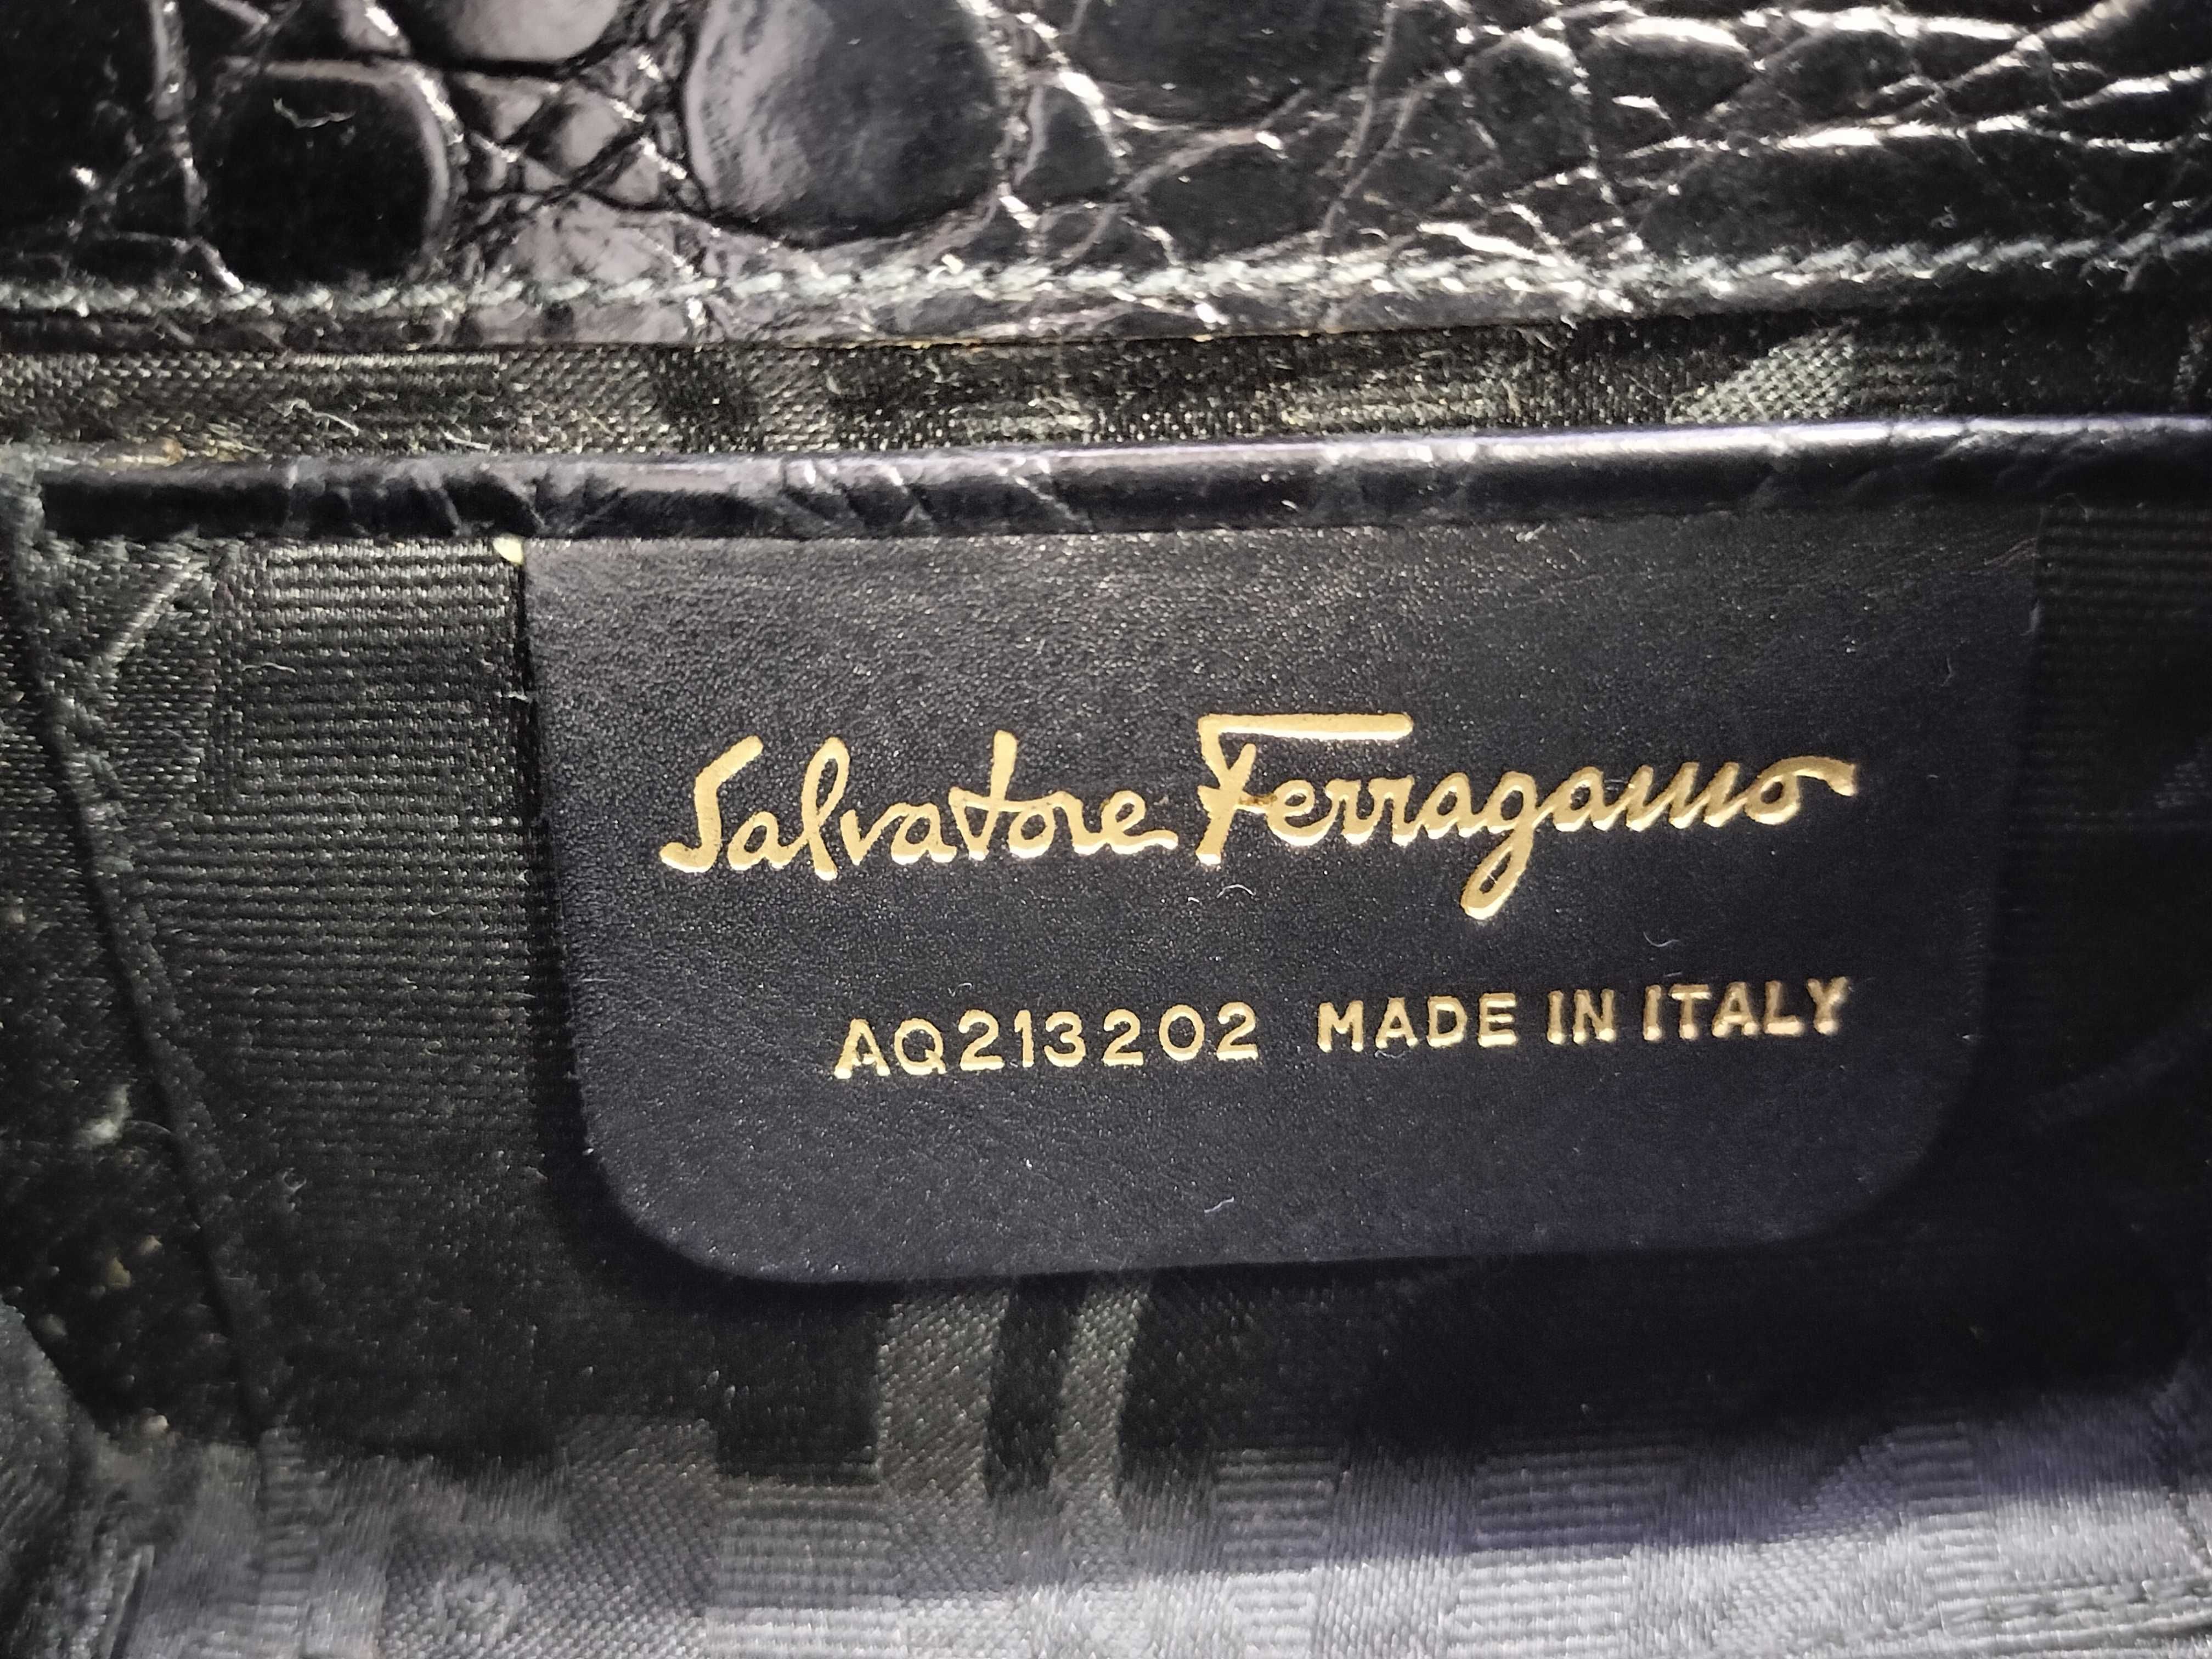 Salvatore Ferragamo
AQ213202 MADE IN ITALY